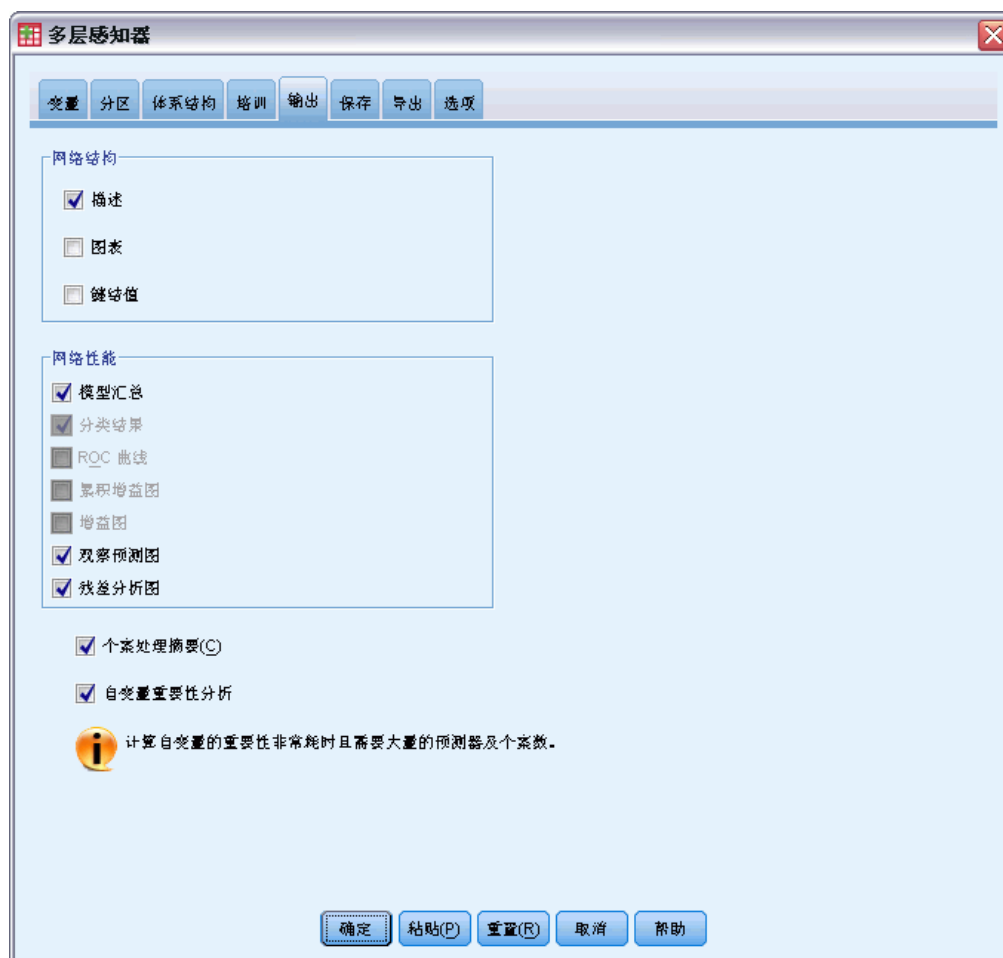 多层感知器
变量 分区 体系结构 培训 输出 保存 导出 选项
网络结构
描述
图表
键结值
网络性能
模型汇总
分类结果
ROC 曲线
累积增益图
增益图
观察预测图
残差分析图
个案处理摘要(C)
自变量重要性分析
计算自变量的重要性非常耗时且需要大量的预测器及个案数。
确定 粘贴(P) 重置(R) 取消 帮助